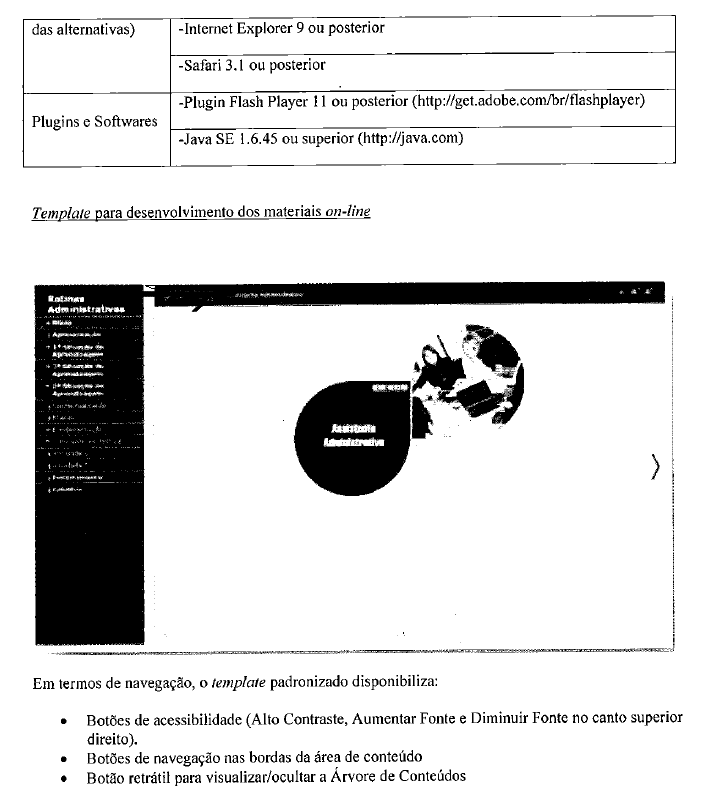 das alternativas)
-Internet Explorer 9 ou posterior
-Safari 3.1 ou posterior
Plugins e Softwares
-Plugin Flash Player 11 ou posterior (http://get.adobe.com/br/flashplayer)
-Java SE 1.6.45 ou superior (http://java.com)
Template para desenvolvimento dos materiais on-line
Rotinas
Administrativas
Assistente
Administrativo
Em termos de navegação, o template padronizado disponibiliza:
• Botões de acessibilidade (Alto Contraste, Aumentar Fonte e Diminuir Fonte no canto superior
direito).
• Botões de navegação nas bordas da área de conteúdo
• Botão retrátil para visualizar/ocultar a Árvore de Conteúdos